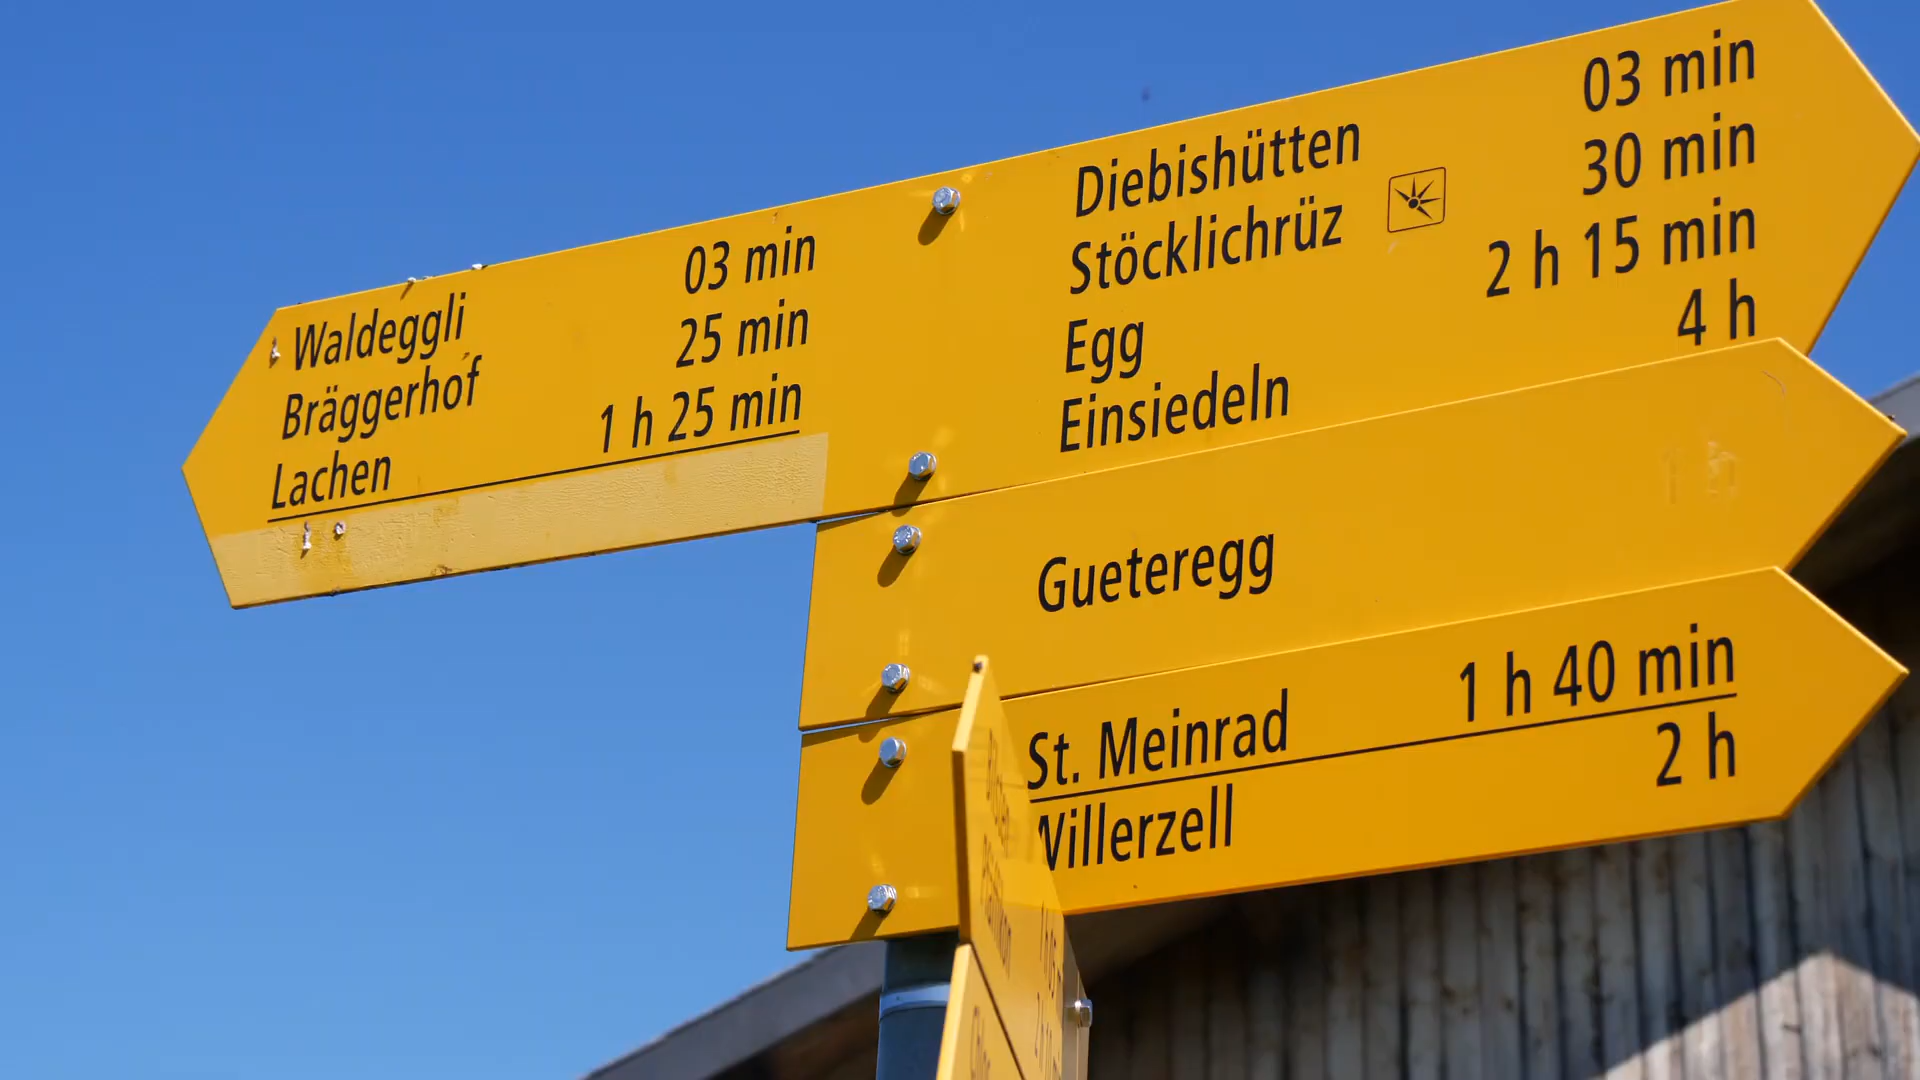 Waldeggli 03 min
Bräggerhof 25 min
Lachen 1 h 25 min
Diebishütten 03 min
Stöcklichrüz 30 min
Egg 2 h 15 min
Einsiedeln 4 h
Gueteregg
St. Meinrad 1 h 40 min
Willerzell 2 h